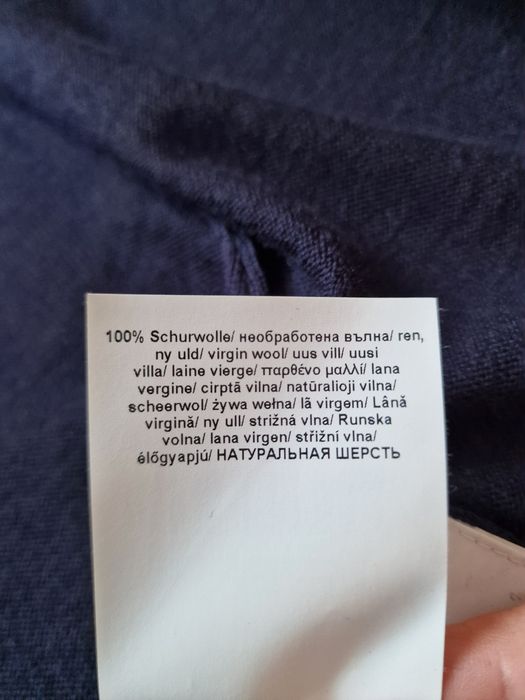 100% Schurwolle/ необработена вълна/ ren,
ny uld/ virgin wool/ uus vill/ uusi
villa/ laine vierge/ παρθένο μαλλί/ lana
vergine/ cirptā vilna/ natūralioji vilna/
scheerwol/ żywa wełna/ lã virgem/ Lână
virgină/ ny ull/ strižná vlna/ Runska
volna/ lana virgen/ střižní vlna/
élőgyapjú/ НАТУРАЛЬНАЯ ШЕРСТЬ